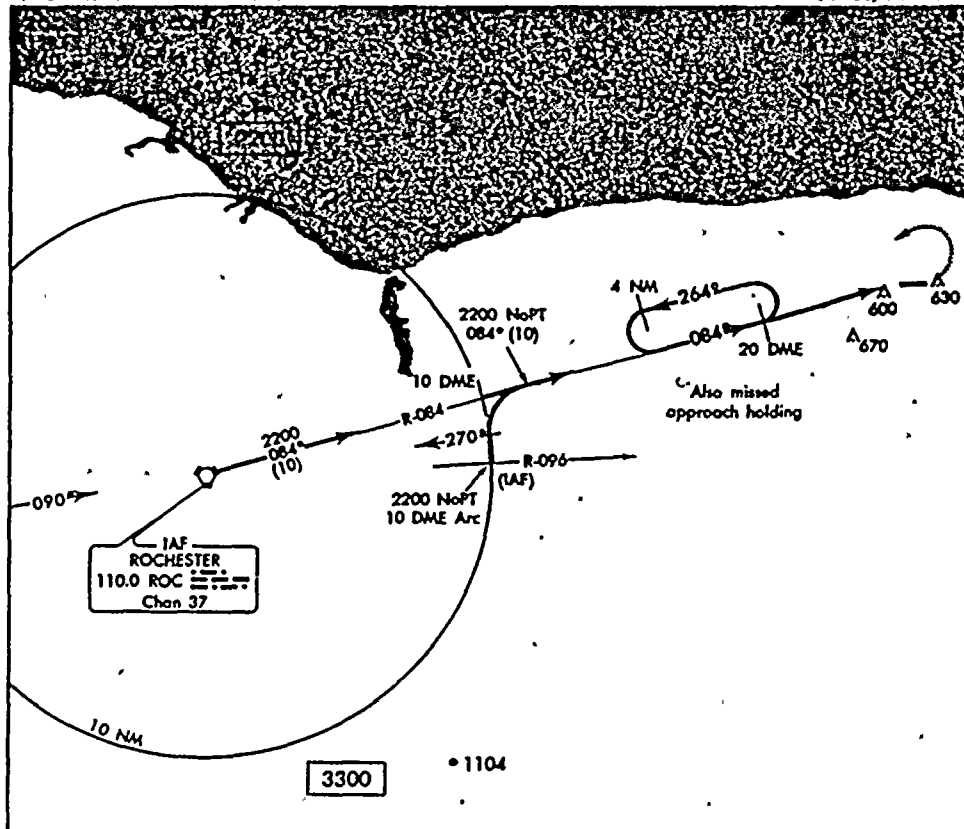 4 NM
264°
600
630
2200 NoPT
084° (10)
084°
20 DME
670
10 DME
Also missed
approach holding
R-084
2200
084°
(10)
270°
R-096
(IAF)
2200 NoPT
10 DME Arc
090°
IAF
ROCHESTER
110.0 ROC
Chan 37
10 NM
3300
1104